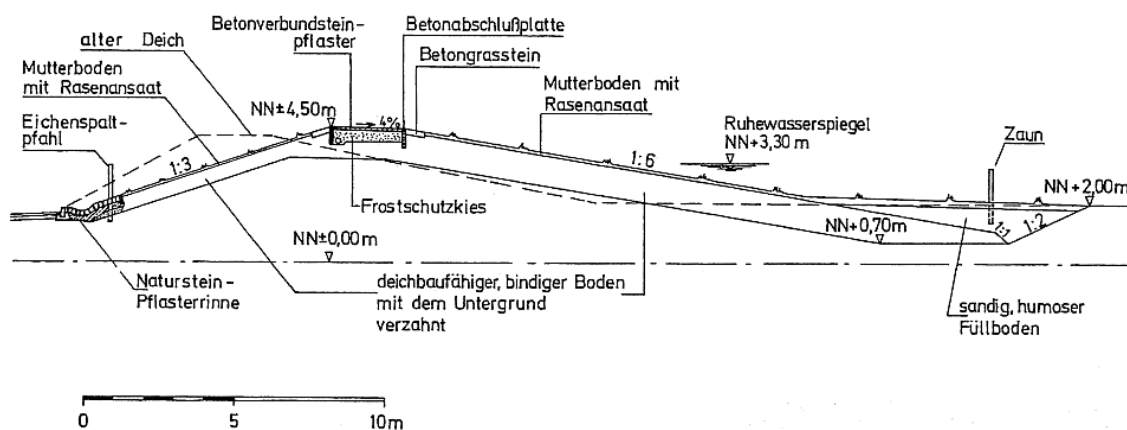 alter Deich
Betonverbundstein-
pflaster
Betonabschlußplatte
Betongrasstein
Mutterboden
mit Rasenansaat
Eichenspalt-
pfahl
NN±4,50m
4%
Mutterboden mit
Rasenansaat
Ruhewasserspiegel
NN+3,30 m
Zaun
1:3
1:6
NN+2,00m
Frostschutzkies
NN+0,70m
1:1
1:2
NN±0,00m
Naturstein-
Pflasterrinne
deichbaufähiger, bindiger Boden
mit dem Untergrund
verzahnt
sandig, humoser
Füllboden
0
5
10m